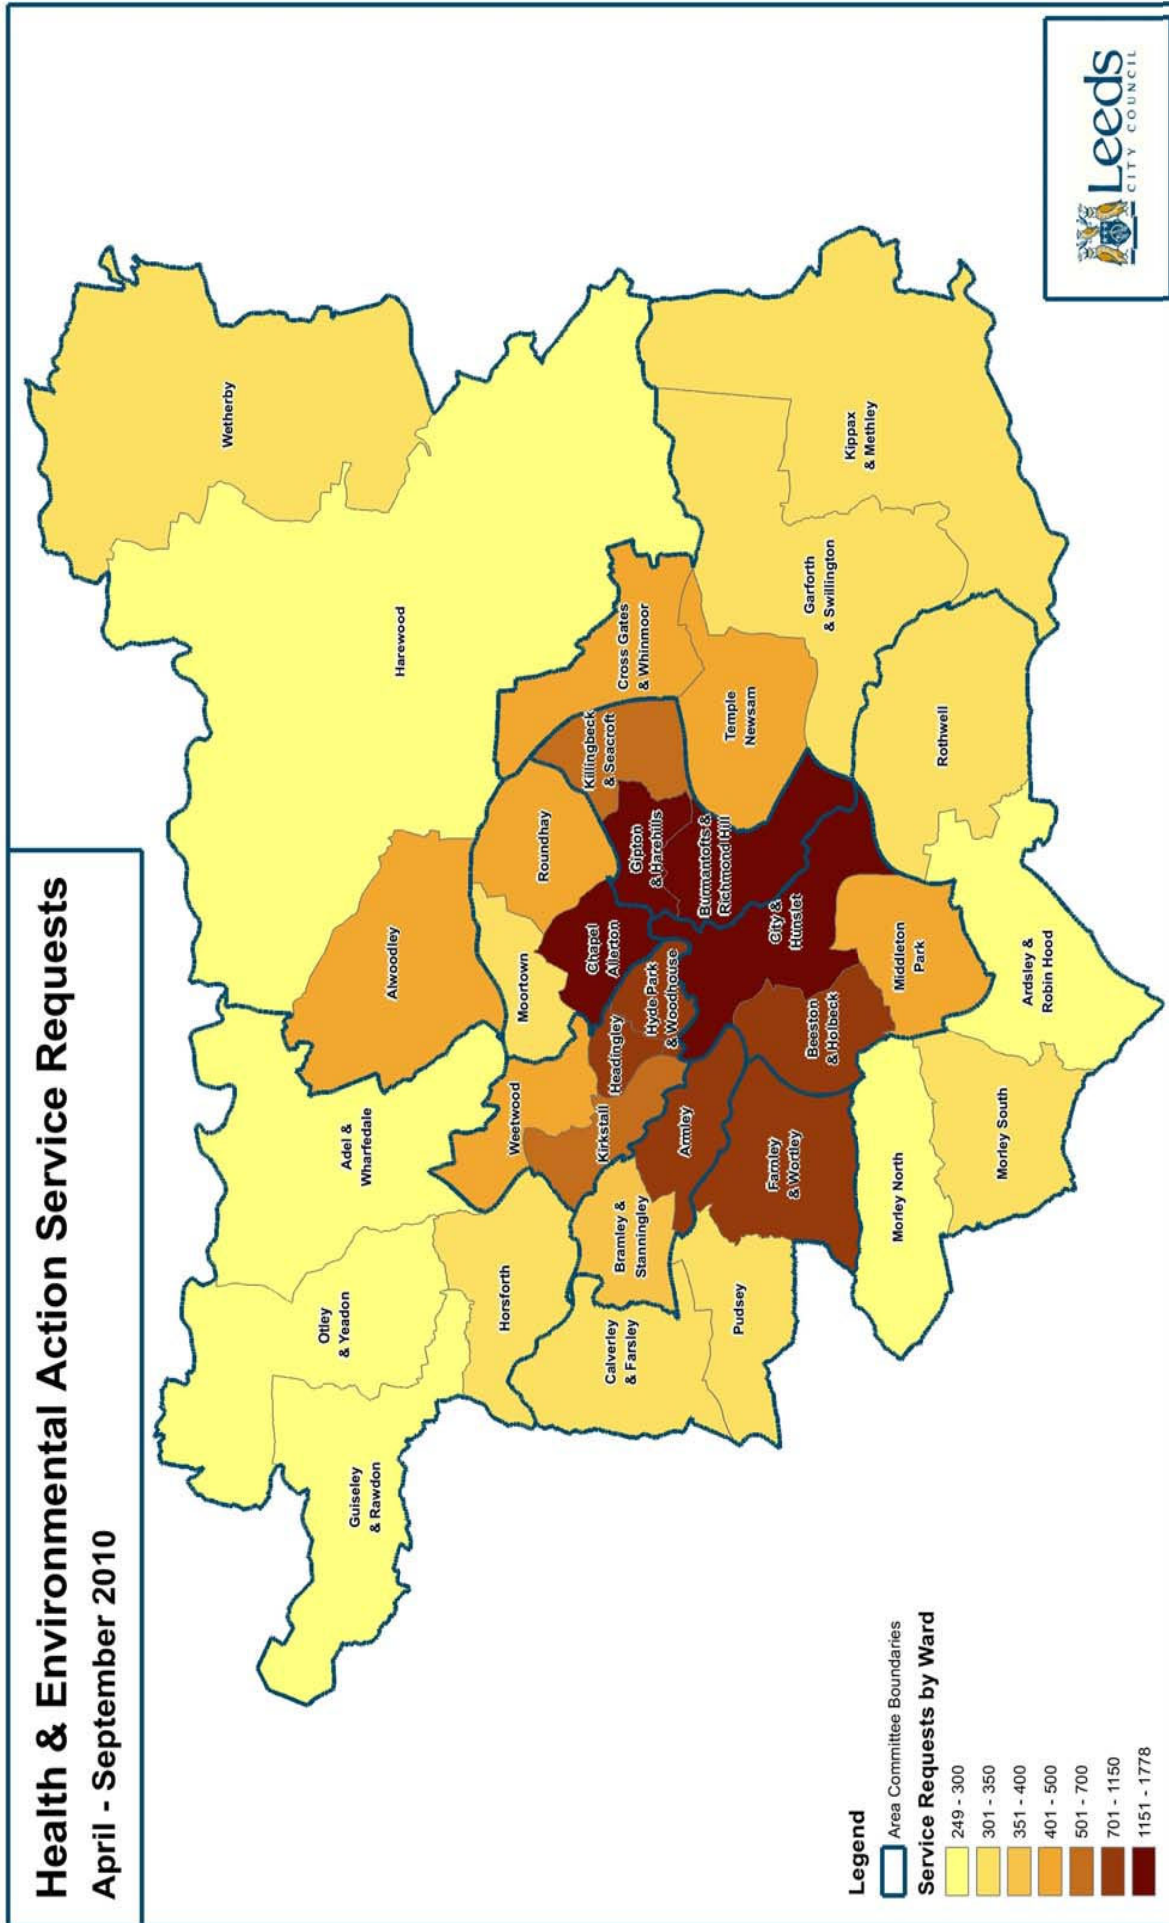 Health & Environmental Action Service Requests
April - September 2010
Wetherby
Harewood
Alwoodley
Adel &
Wharfedale
Otley
& Yeadon
Guiseley
& Rawdon
Horsforth
Weetwood
Moortown
Roundhay
Cross Gates
& Whinmoor
Killingbeck
& Seacroft
Gipton
& Harehills
Chapel
Allerton
Headingley
Hyde Park
& Woodhouse
Kirkstall
Bramley &
Stanningley
Calverley
& Farsley
Pudsey
Armley
Farnley
& Wortley
Beeston
& Holbeck
City &
Hunslet
Burmantofts &
Richmond Hill
Temple
Newsam
Garforth
& Swillington
Kippax
& Methley
Rothwell
Middleton
Park
Ardsley &
Robin Hood
Morley North
Morley South
Legend
Area Committee Boundaries
Service Requests by Ward
249 - 300
301 - 350
351 - 400
401 - 500
501 - 700
701 - 1150
1151 - 1778
Leeds
CITY COUNCIL